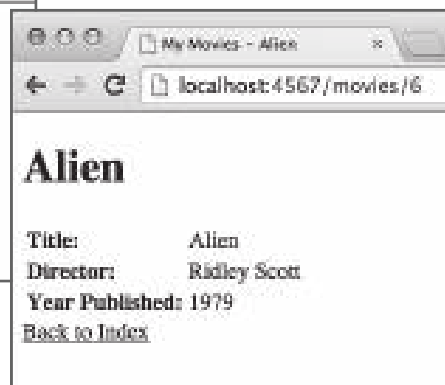 My Movies - Alien
localhost:4567/movies/6
Alien
Title: Alien
Director: Ridley Scott
Year Published: 1979
Back to Index